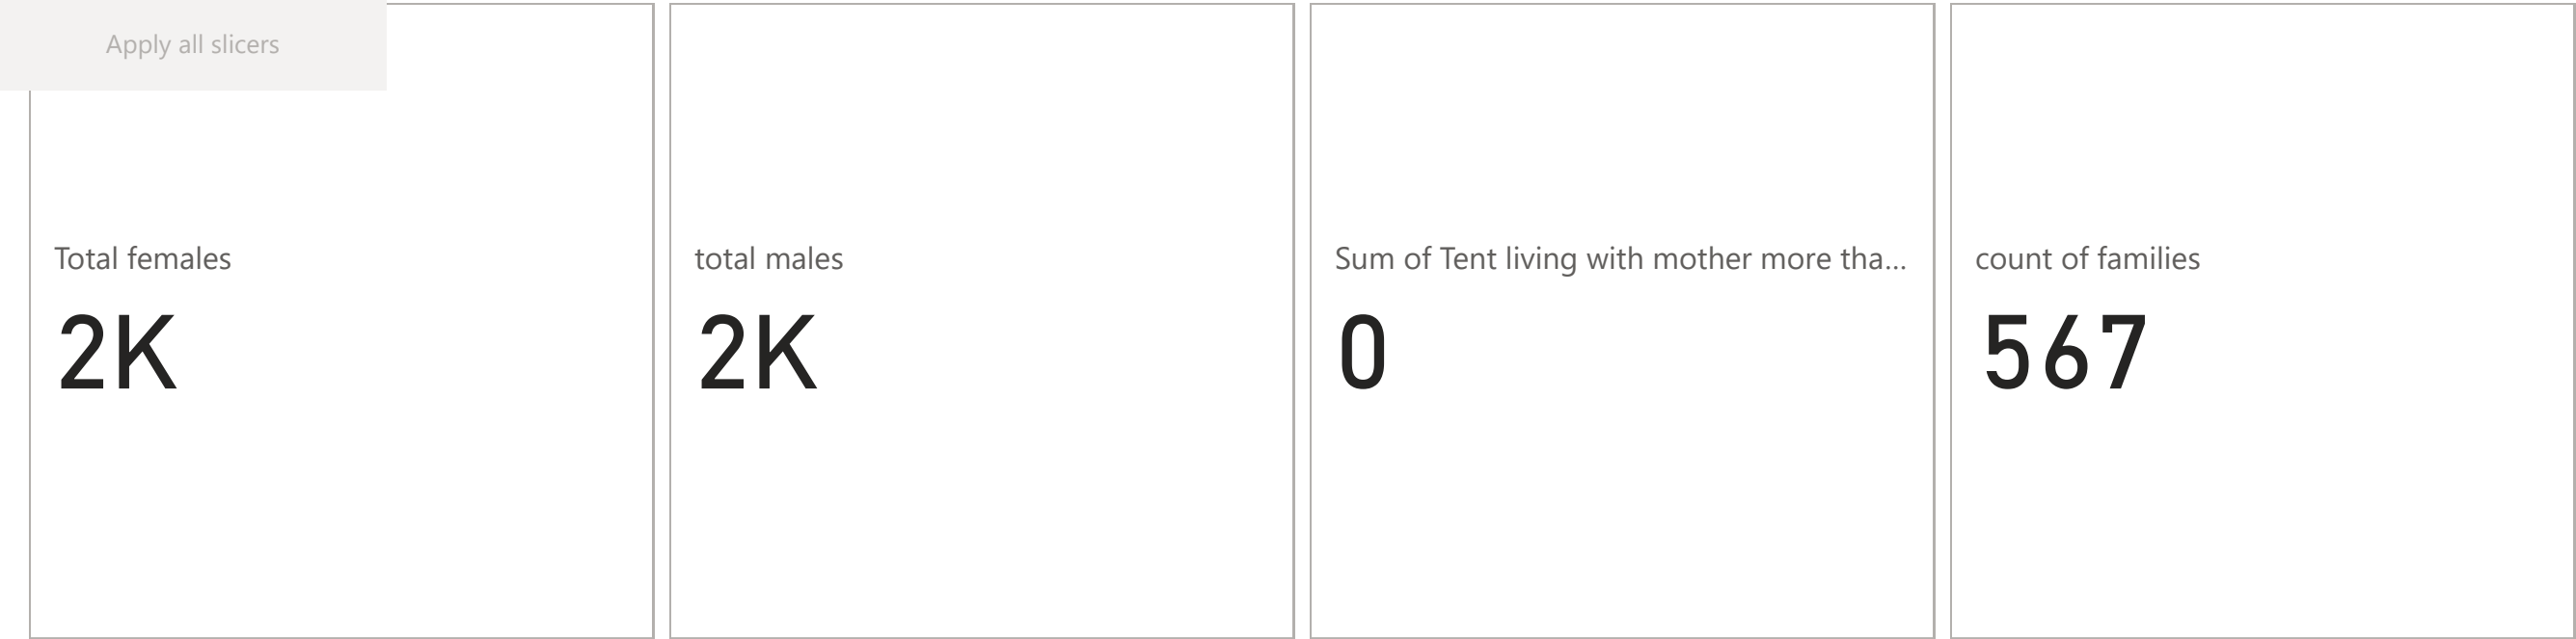 Apply all slicers
Total females
2K
total males
2K
Sum of Tent living with mother more tha...
0
count of families
567